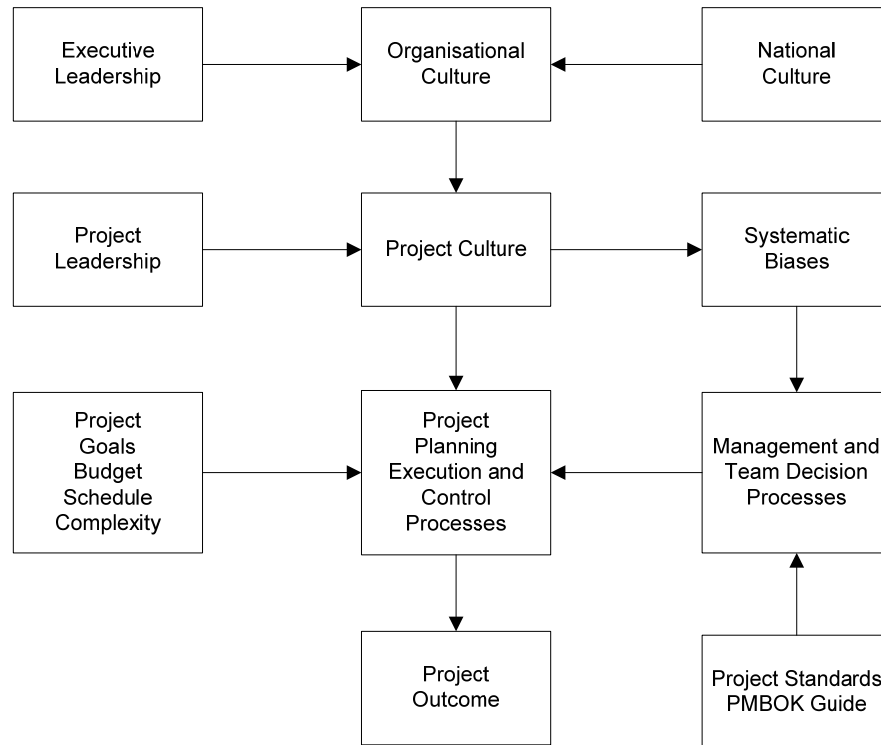 Executive
Leadership
Organisational
Culture
National
Culture
Project
Leadership
Project Culture
Systematic
Biases
Project
Goals
Budget
Schedule
Complexity
Project
Planning
Execution and
Control
Processes
Management and
Team Decision
Processes
Project
Outcome
Project Standards
PMBOK Guide